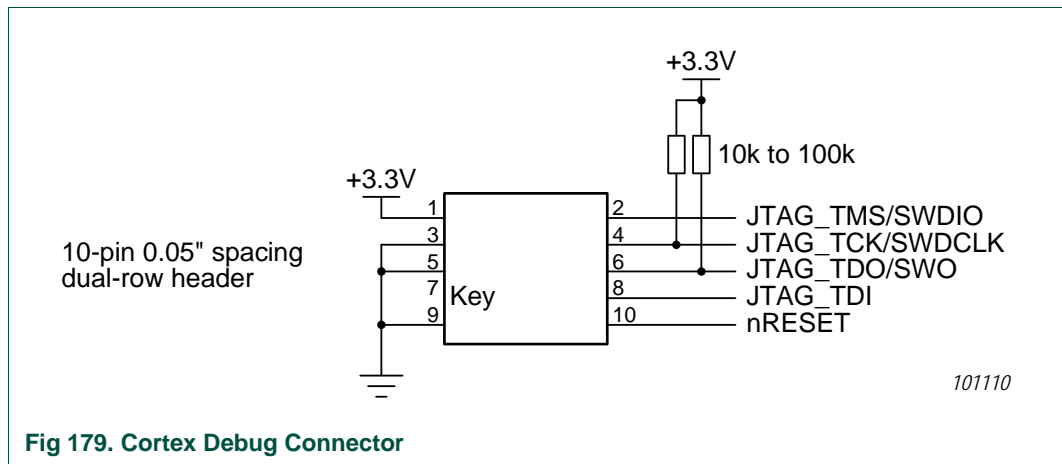 +3.3V
10k to 100k
+3.3V
1
2
JTAG_TMS/SWDIO
3
4
JTAG_TCK/SWDCLK
10-pin 0.05" spacing
dual-row header
5
6
JTAG_TDO/SWO
7
Key
8
JTAG_TDI
9
10
nRESET
101110
Fig 179. Cortex Debug Connector